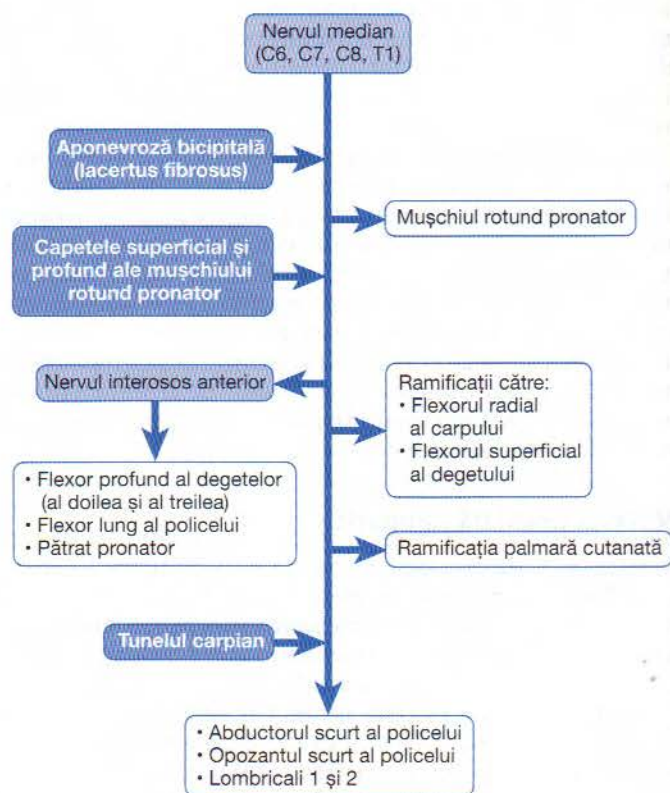 Nervul median
(C6, C7, C8, T1)
Aponevroză bicipitală
(lacertus fibrosus)
Mușchiul rotund pronator
Capetele superficial și
profund ale mușchiului
rotund pronator
Nervul interosos anterior
Ramificații către:
• Flexorul radial
al carpului
• Flexorul superficial
al degetului
• Flexor profund al degetelor
(al doilea și al treilea)
• Flexor lung al policelui
• Pătrat pronator
Ramificația palmară cutanată
Tunelul carpian
• Abductorul scurt al policelui
• Opozantul scurt al policelui
• Lombricali 1 și 2